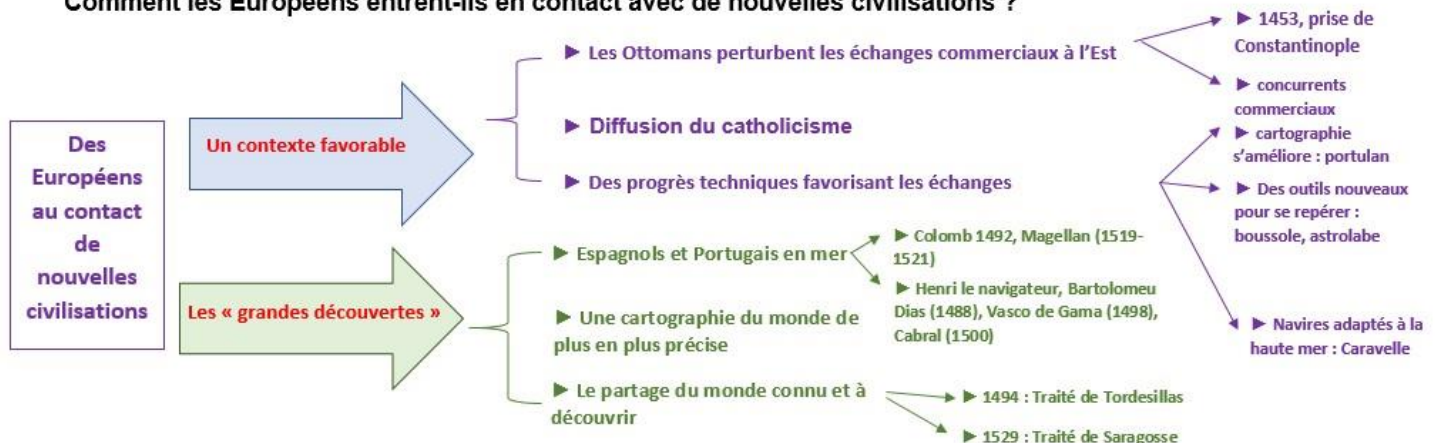 Comment les Européens entrent-ils en contact avec de nouvelles civilisations ?
Des
Européens
au contact
de
nouvelles
civilisations
Un contexte favorable
► Les Ottomans perturbent les échanges commerciaux à l’Est
► 1453, prise de
Constantinople
► concurrents
commerciaux
► Diffusion du catholicisme
► Des progrès techniques favorisant les échanges
► cartographie
s’améliore : portulan
► Des outils nouveaux
pour se repérer :
boussole, astrolabe
► Navires adaptés à la
haute mer : Caravelle
Les « grandes découvertes »
► Espagnols et Portugais en mer
► Colomb 1492, Magellan (1519-
1521)
► Henri le navigateur, Bartolomeu
Dias (1488), Vasco de Gama (1498),
Cabral (1500)
► Une cartographie du monde de
plus en plus précise
► Le partage du monde connu et à
découvrir
► 1494 : Traité de Tordesillas
► 1529 : Traité de Saragosse